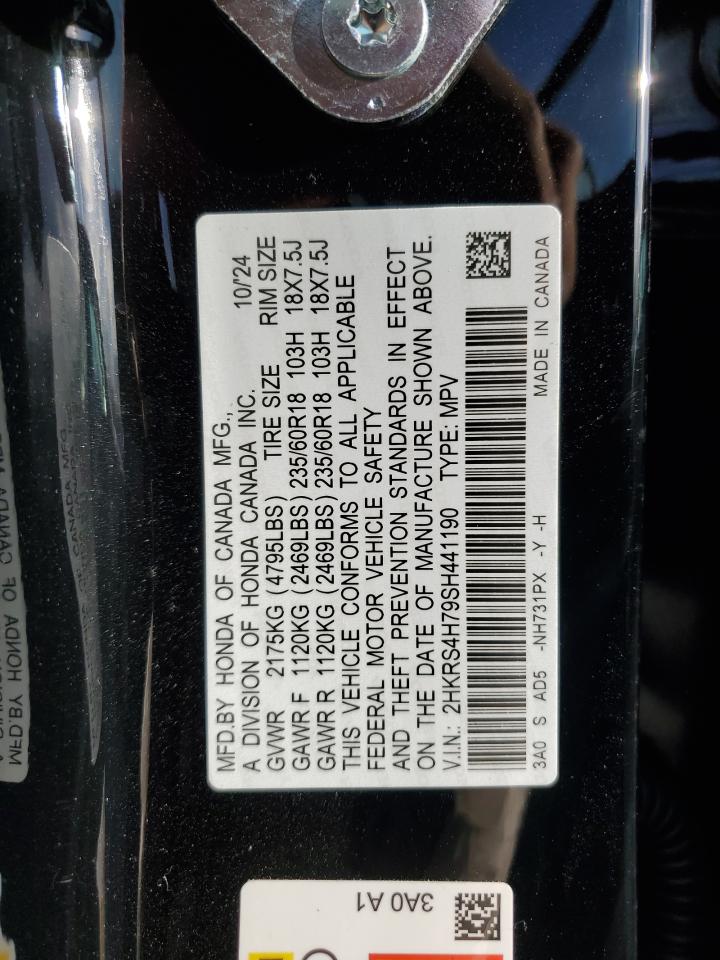 MFD.BY HONDA OF CANADA MFG.,
A DIVISION OF HONDA CANADA INC. 10/'24
GVWR 2175KG (4795LBS) TIRE SIZE RIM SIZE
GAWR F 1120KG (2469LBS) 235/60R18 103H 18X7.5J
GAWR R 1120KG (2469LBS) 235/60R18 103H 18X7.5J
THIS VEHICLE CONFORMS TO ALL APPLICABLE
FEDERAL MOTOR VEHICLE SAFETY
AND THEFT PREVENTION STANDARDS IN EFFECT
ON THE DATE OF MANUFACTURE SHOWN ABOVE.
V.I.N.: 2HKRS4H79SH441190 TYPE: MPV
3A0 S AD5 -NH731PX -Y -H MADE IN CANADA
3A0 A1